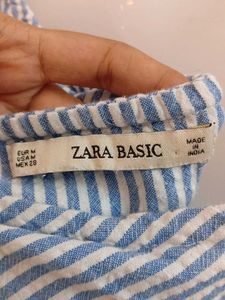 EUR M
USA M
MEX 28
ZARA BASIC
MADE
IN
INDIA